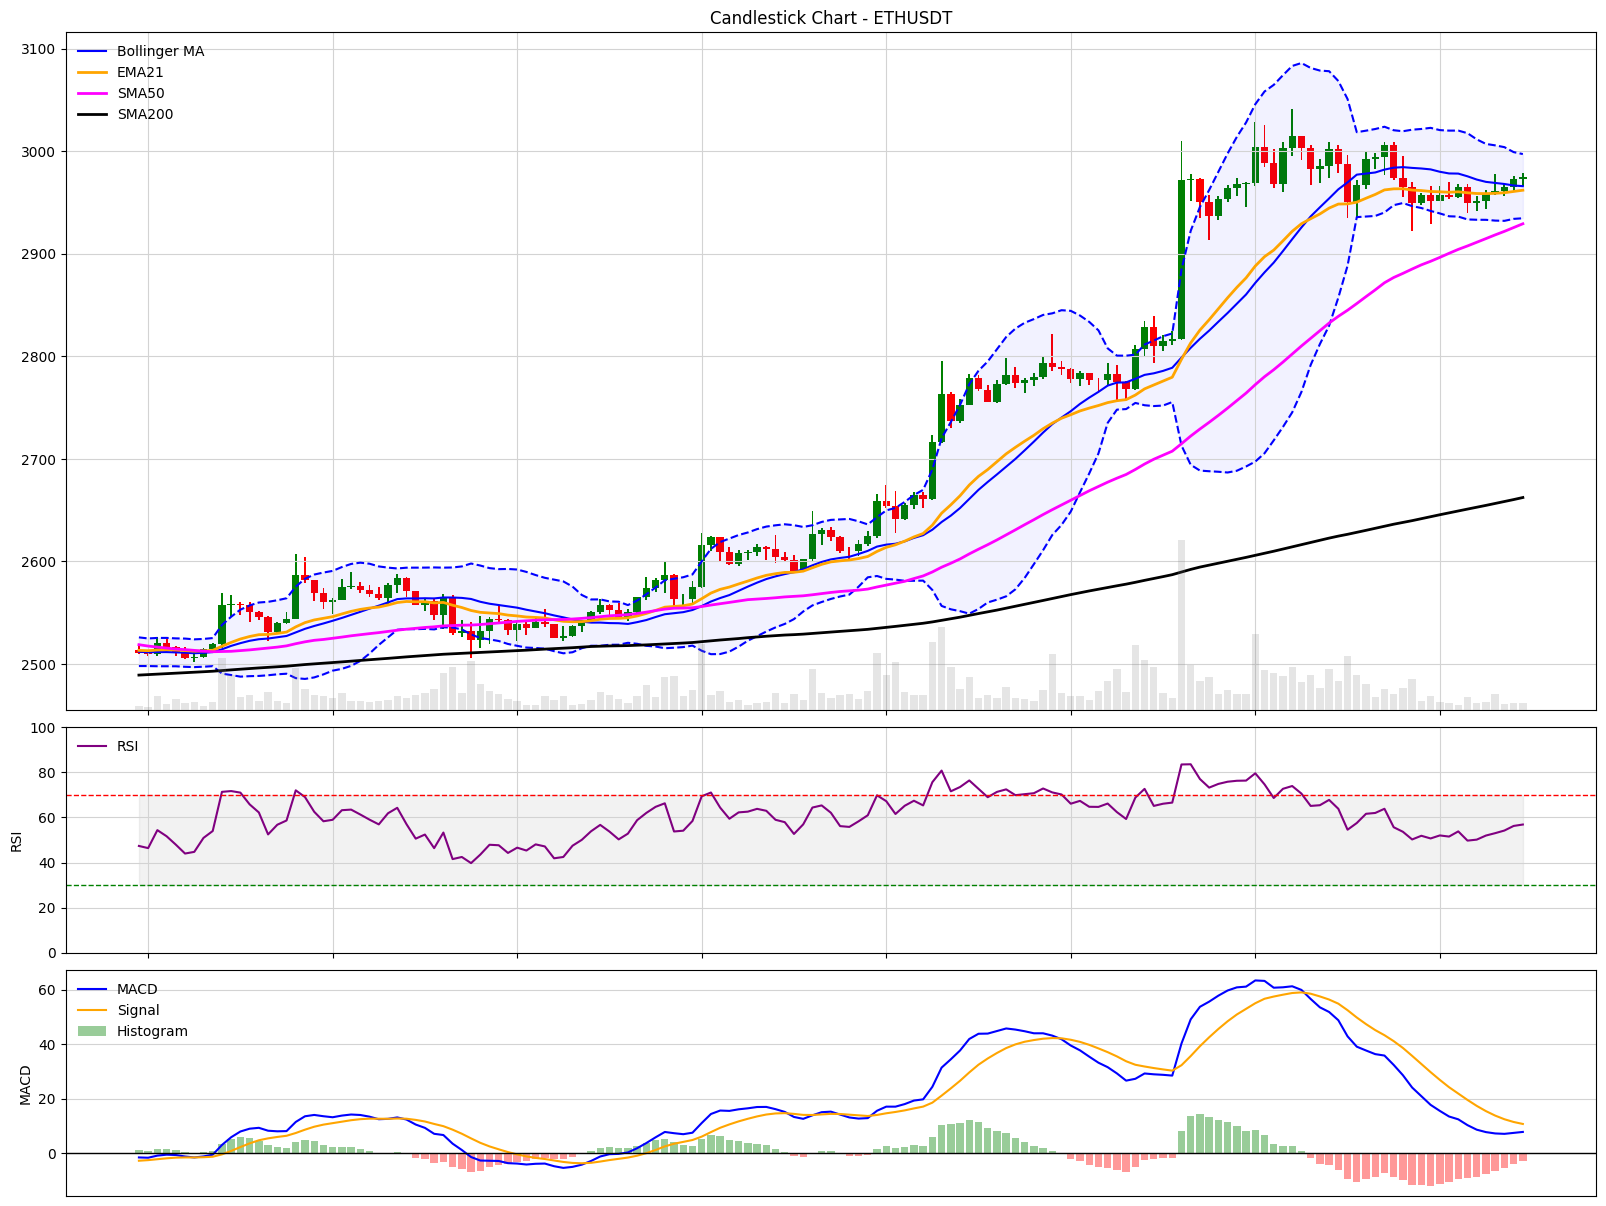 Candlestick Chart - ETHUSDT
3100
3000
2900
2800
2700
2600
2500
Bollinger MA
EMA21
SMA50
SMA200
100
80
60
40
20
0
RSI
RSI
60
40
20
0
MACD
MACD
Signal
Histogram